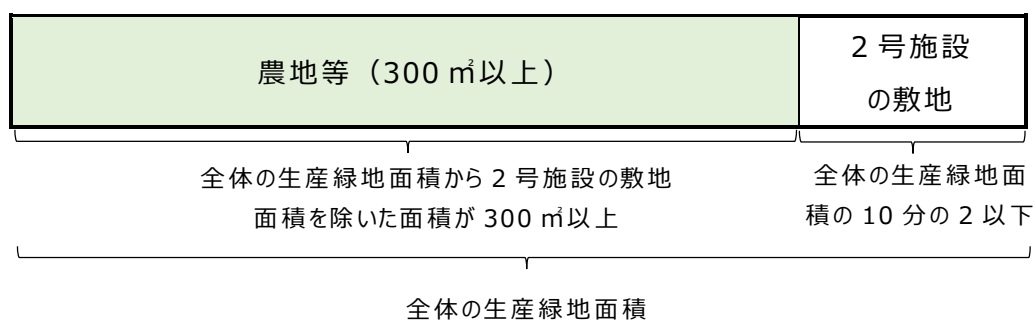 農地等（300 ㎡以上）
2 号施設
の敷地
全体の生産緑地面積から 2 号施設の敷地
面積を除いた面積が 300 ㎡以上
全体の生産緑地面
積の 10 分の 2 以下
全体の生産緑地面積